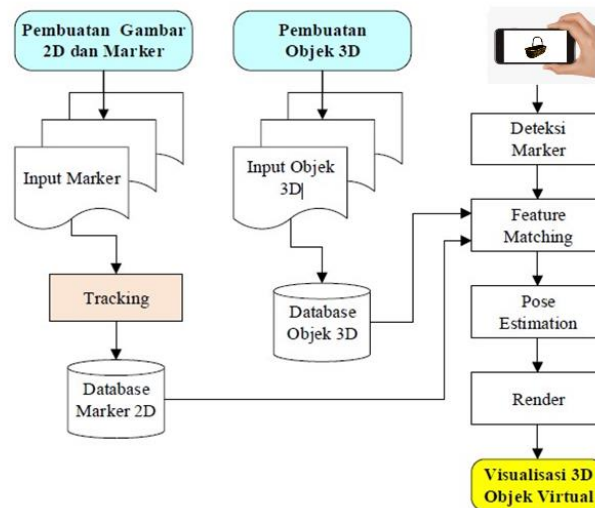 Pembuatan Gambar
2D dan Marker
Input Marker
Tracking
Database
Marker 2D
Pembuatan
Objek 3D
Input Objek
3D
Database
Objek 3D
Deteksi
Marker
Feature
Matching
Pose
Estimation
Render
Visualisasi 3D
Objek Virtual